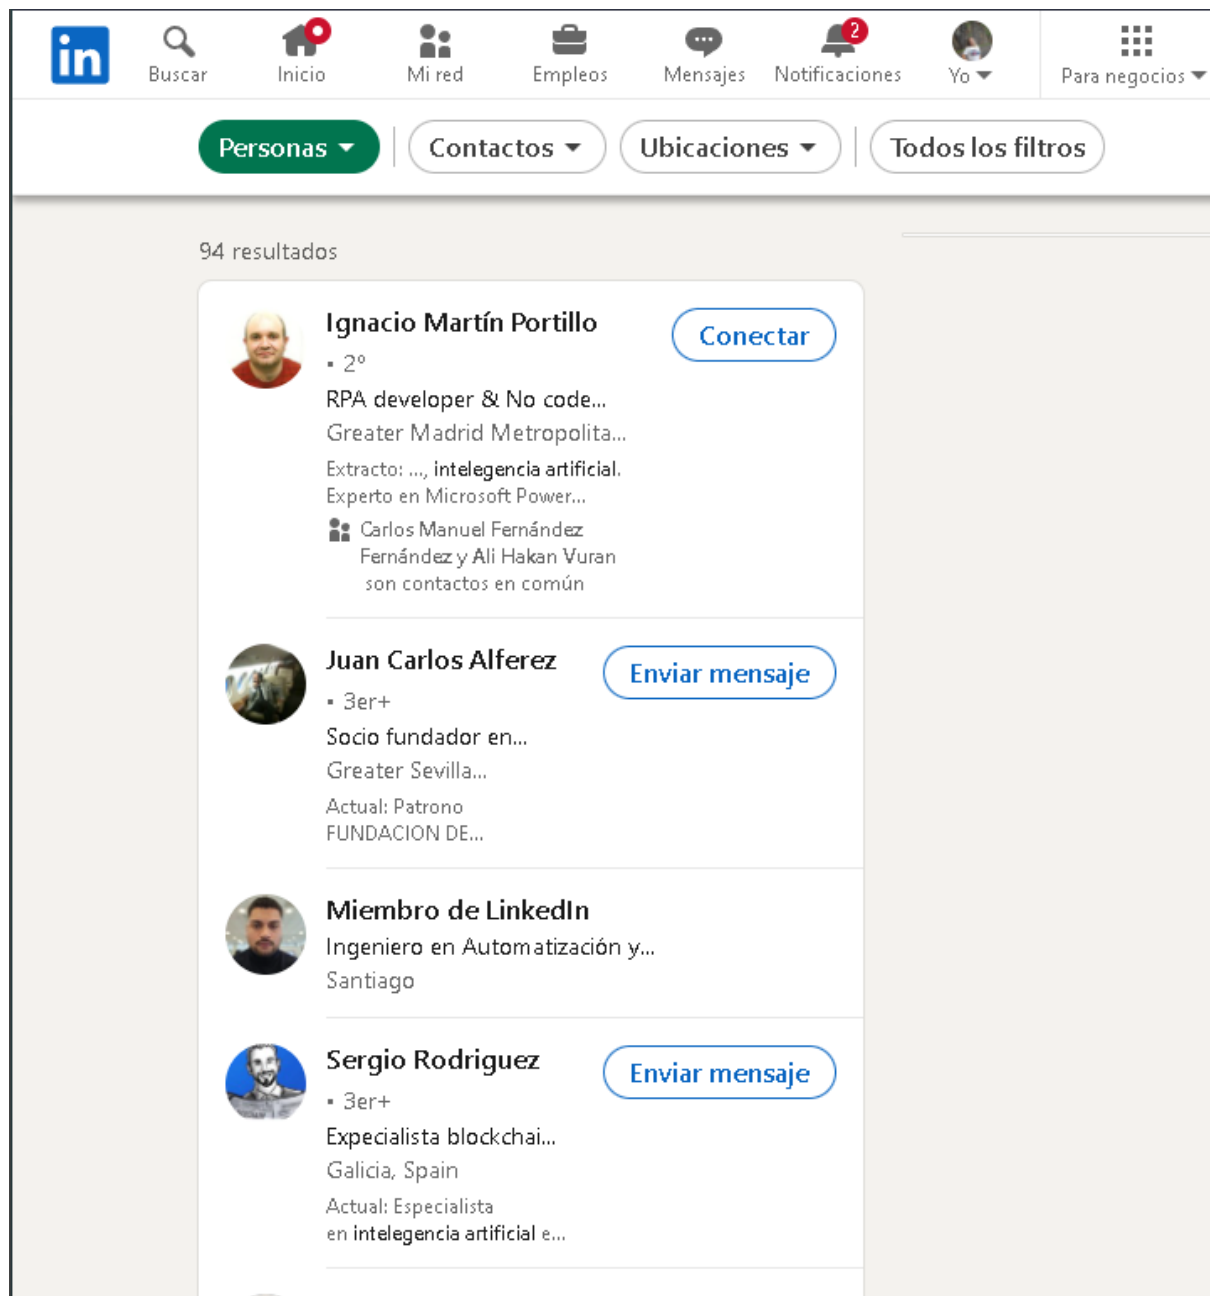 in
Buscar
Inicio
Mi red
Empleos
Mensajes
2
Notificaciones
Yo
Para negocios
Personas
Contactos
Ubicaciones
Todos los filtros
94 resultados
Ignacio Martín Portillo
• 2º
RPA developer & No code...
Greater Madrid Metropolita...
Extracto: ..., intelegencia artificial.
Experto en Microsoft Power...
Carlos Manuel Fernández
Fernández y Ali Hakan Vuran
son contactos en común
Conectar
Juan Carlos Alferez
• 3er+
Socio fundador en...
Greater Sevilla...
Actual: Patrono
FUNDACION DE...
Enviar mensaje
Miembro de LinkedIn
Ingeniero en Automatización y...
Santiago
Sergio Rodriguez
• 3er+
Expecialista blockchai...
Galicia, Spain
Actual: Especialista
en intelegencia artificial e...
Enviar mensaje